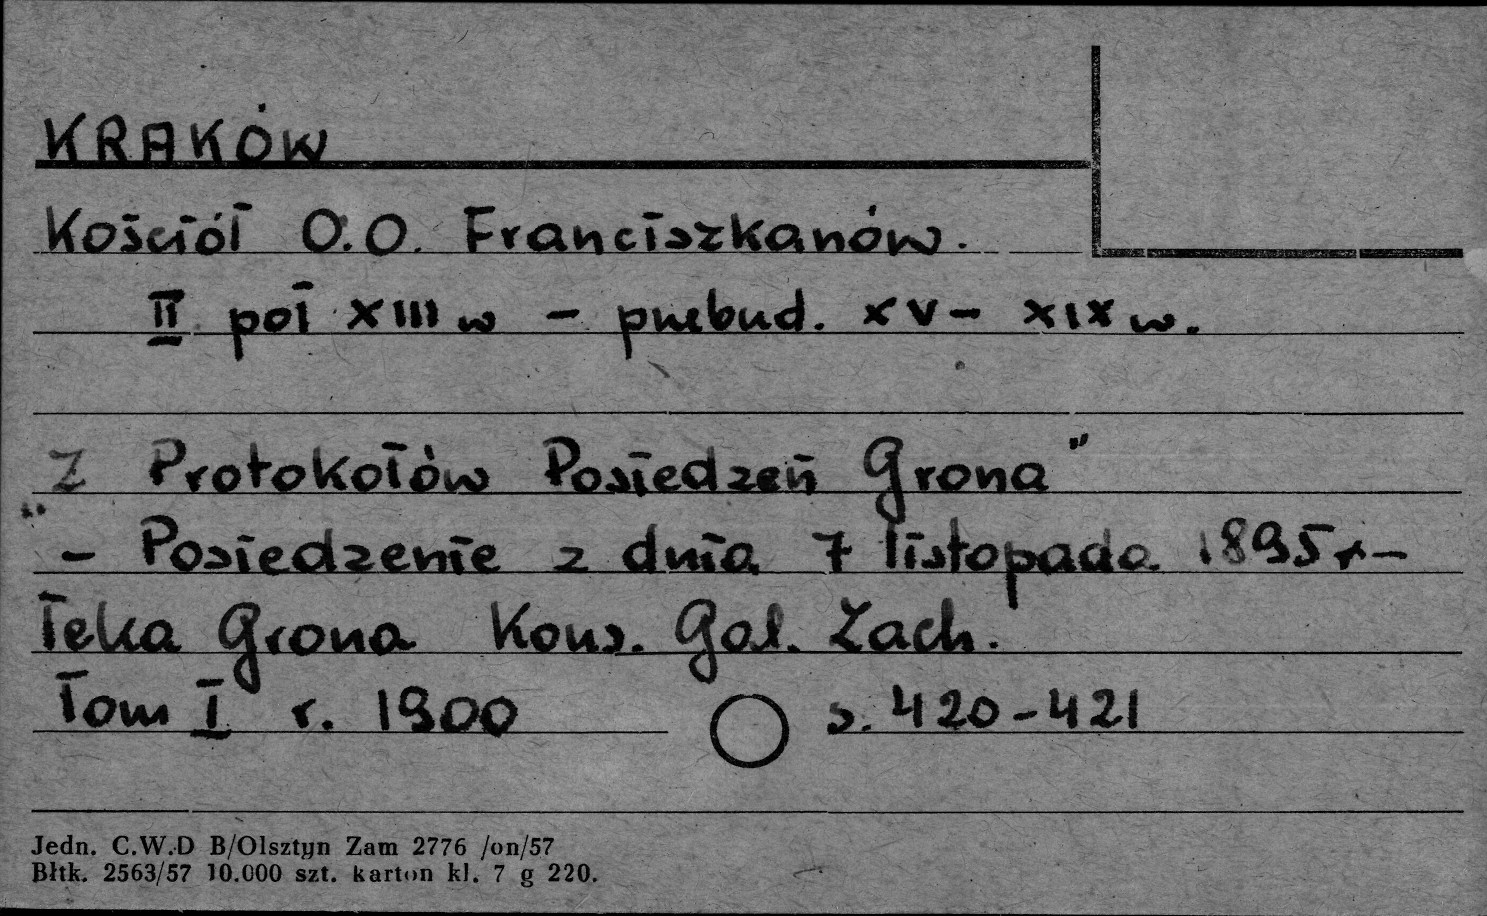 KRAKÓW
Kościół O.O. Franciszkanów.
II poł XIII w - przebud. XV - XIX w.
Z Protokołów Posiedzeń Grona"
" - Posiedzenie z dnia 7 listopada 1895 r -
Teka Grona Kons. Gal. Zach.
Tom I r. 1900 s. 420-421
Jedn. C.W.D B/Olsztyn Zam 2776 /on/57
Błtk. 2563/57 10.000 szt. karton kl. 7 g 220.